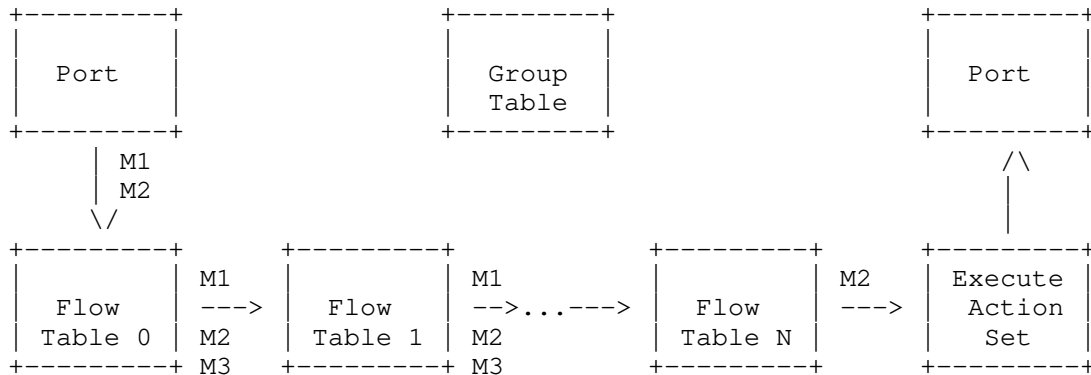 Port Group Port
Table
M1
M2
M1 M1 M2 Execute
Flow ---> Flow -->...---> Flow ---> Action
Table 0 M2 Table 1 M2 Table N Set
M3 M3